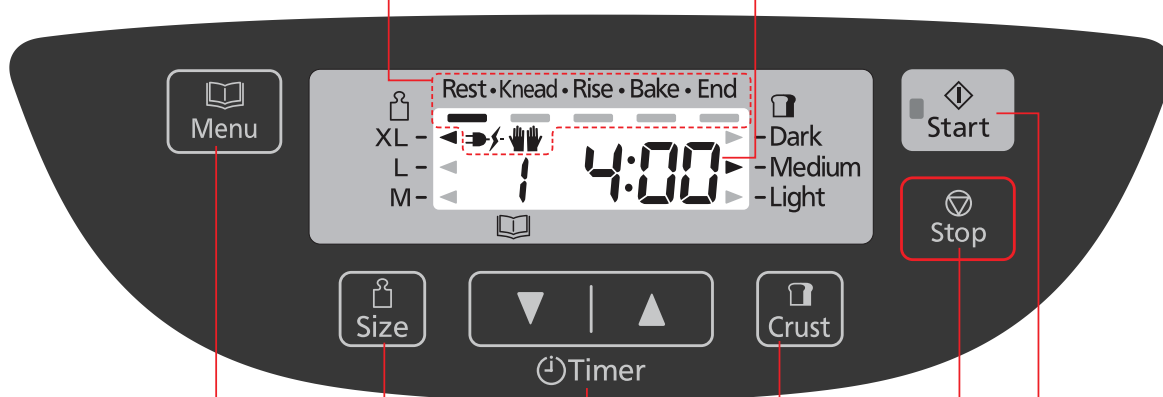 Menu
Rest•Knead•Rise•Bake•End
XL
L
M
1 4:00
Dark
Medium
Light
Start
Stop
Size
Crust
Timer